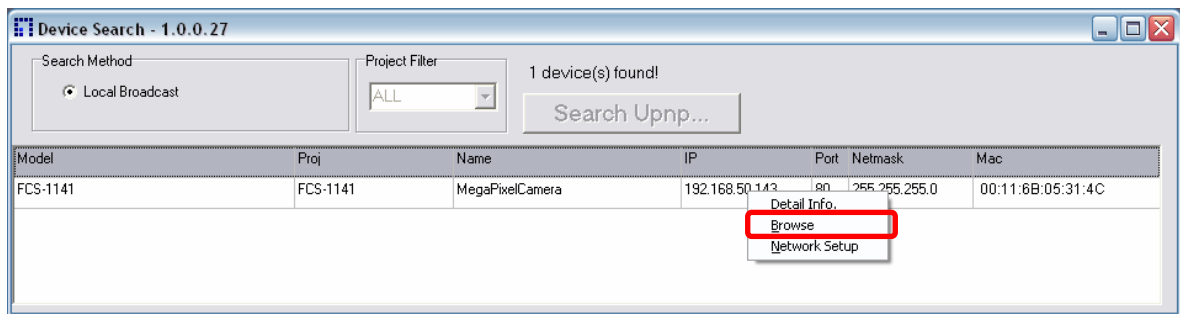 Device Search - 1.0.0.27
Search Method
Local Broadcast
Project Filter
ALL
1 device(s) found!
Search Upnp...
Model Proj Name IP Port Netmask Mac
FCS-1141 FCS-1141 MegaPixelCamera 192.168.50.143 80 255.255.255.0 00:11:6B:05:31:4C
Detail Info.
Browse
Network Setup